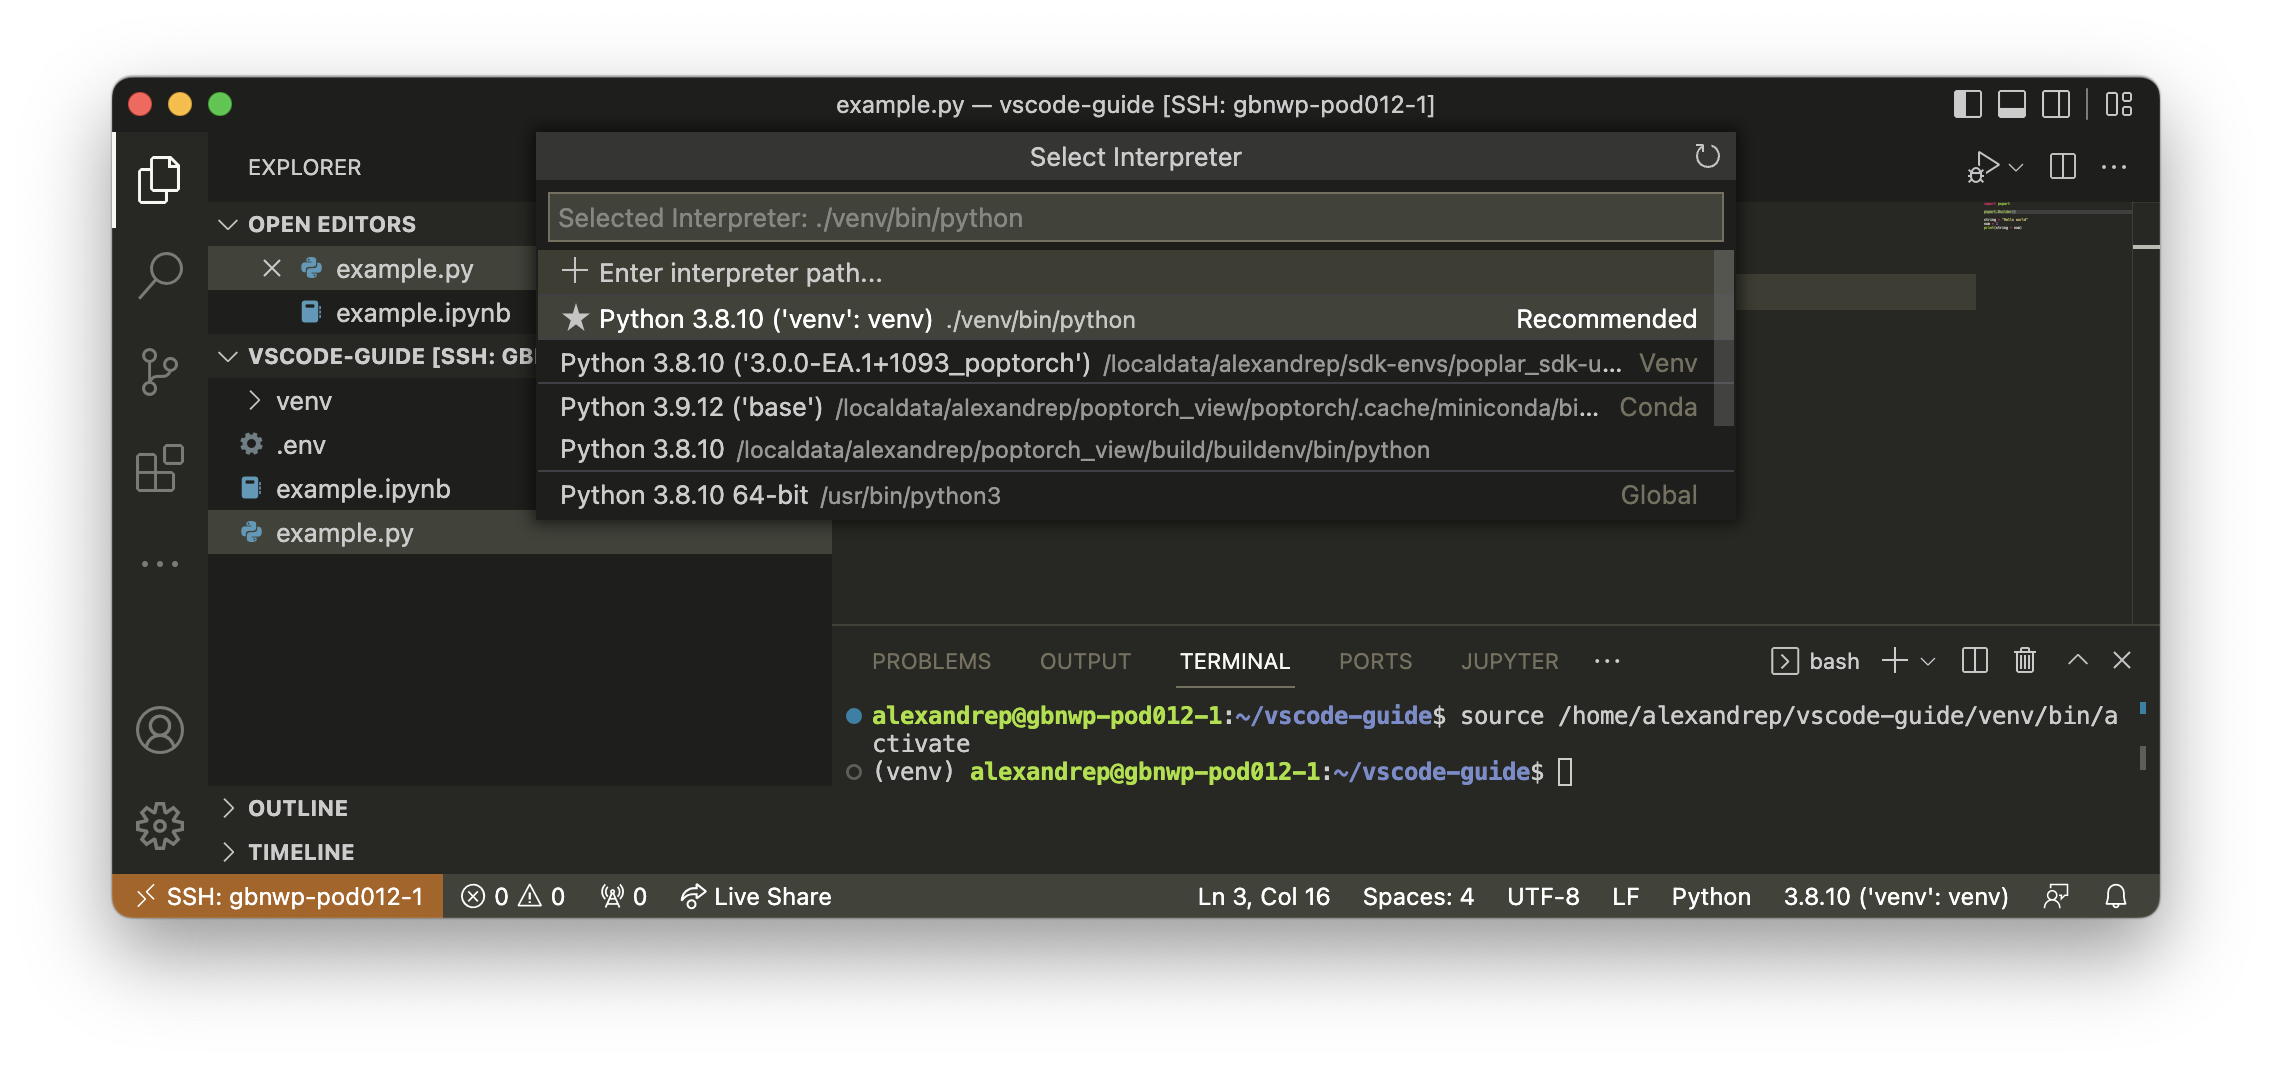 example.py — vscode-guide [SSH: gbnwp-pod012-1]
EXPLORER
Select Interpreter
Selected Interpreter: ./venv/bin/python
Enter interpreter path...
Python 3.8.10 ('venv': venv) ./venv/bin/python Recommended
Python 3.8.10 ('3.0.0-EA.1+1093_poptorch') /localdata/alexandrep/sdk-envs/poplar_sdk-u... Venv
Python 3.9.12 ('base') /localdata/alexandrep/poptorch_view/poptorch/.cache/miniconda/bi... Conda
Python 3.8.10 /localdata/alexandrep/poptorch_view/build/buildenv/bin/python
Python 3.8.10 64-bit /usr/bin/python3 Global
OPEN EDITORS
example.py
example.ipynb
VSCODE-GUIDE [SSH: GB
venv
.env
example.ipynb
example.py
OUTLINE
TIMELINE
PROBLEMS OUTPUT TERMINAL PORTS JUPYTER ... bash
alexandrep@gbnwp-pod012-1:~/vscode-guide$ source /home/alexandrep/vscode-guide/venv/bin/a
ctivate
(venv) alexandrep@gbnwp-pod012-1:~/vscode-guide$
SSH: gbnwp-pod012-1 0 0 0 Live Share Ln 3, Col 16 Spaces: 4 UTF-8 LF Python 3.8.10 ('venv': venv)